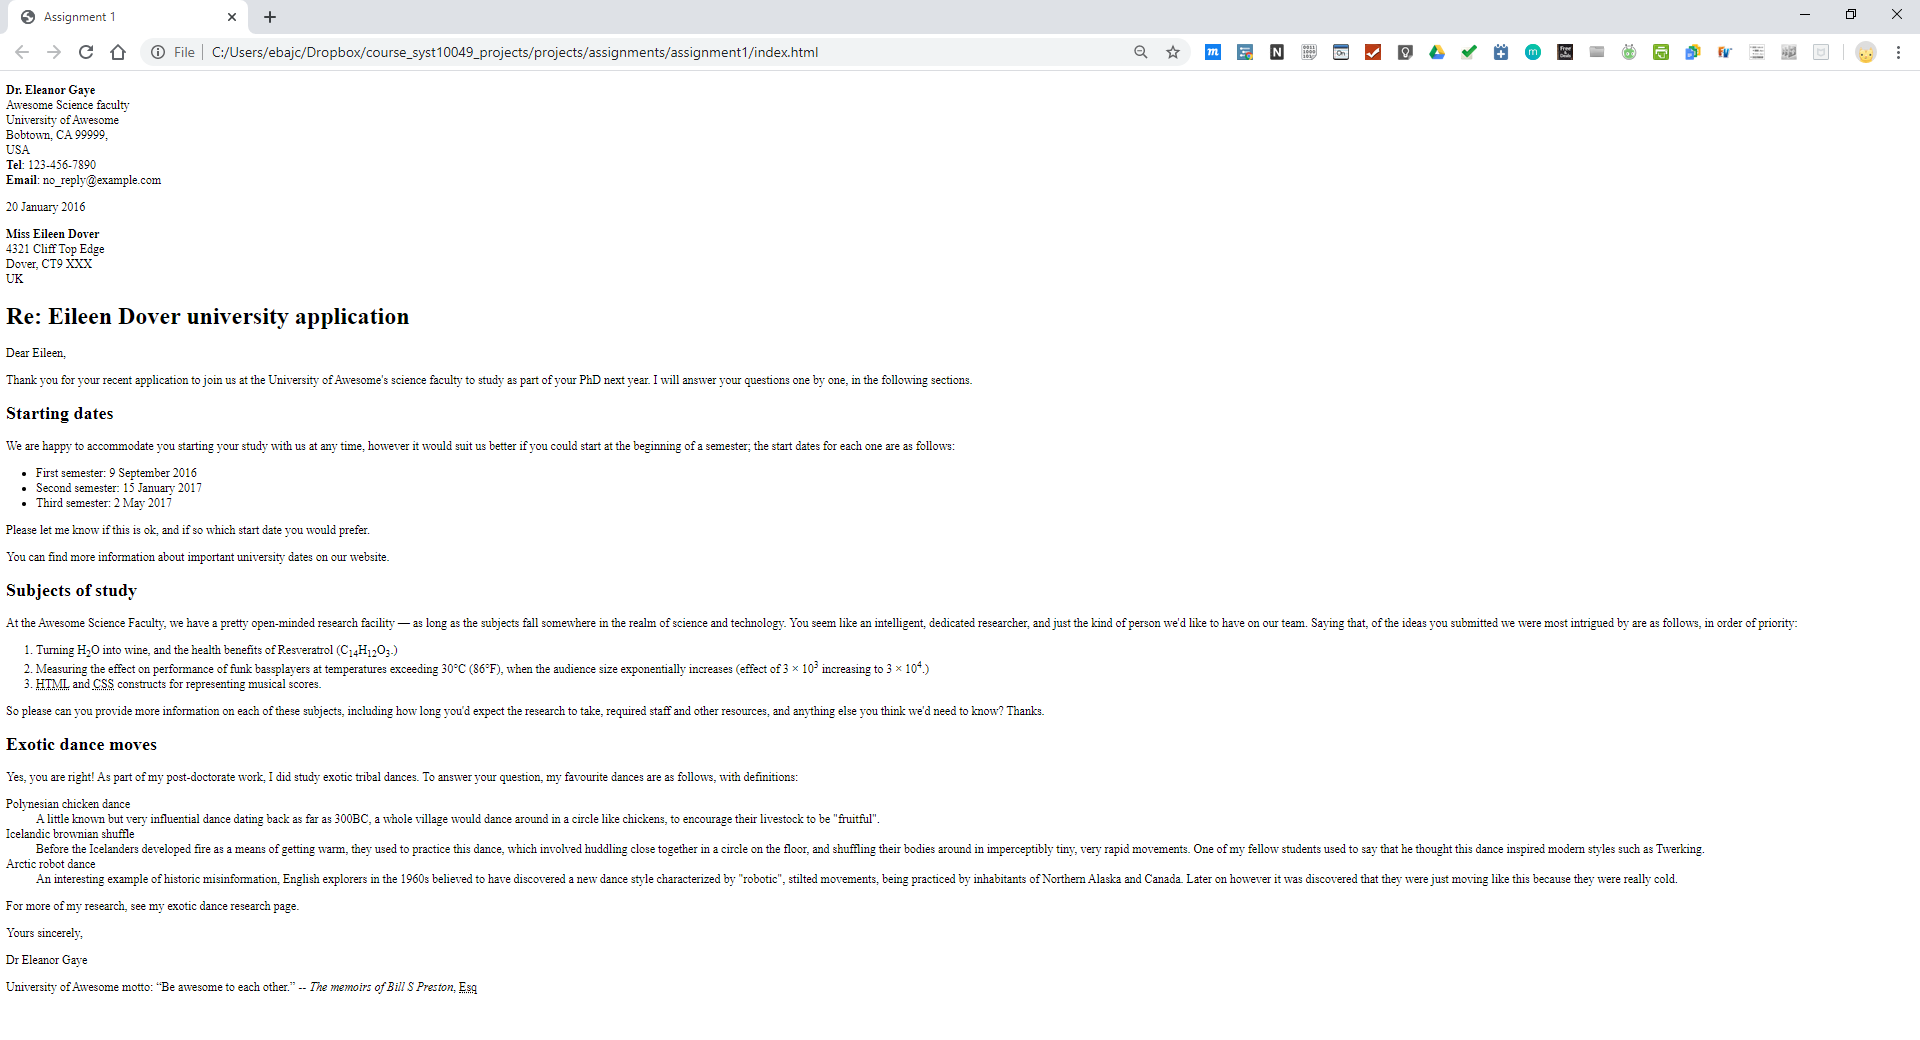 Assignment 1
File
C:/Users/ebajc/Dropbox/course_syst10049_projects/projects/assignments/assignment1/index.html
Dr. Eleanor Gaye
Awesome Science faculty
University of Awesome
Bobtown, CA 99999,
USA
Tel: 123-456-7890
Email: no_reply@example.com
20 January 2016
Miss Eileen Dover
4321 Cliff Top Edge
Dover, CT9 XXX
UK
Re: Eileen Dover university application
Dear Eileen,
Thank you for your recent application to join us at the University of Awesome's science faculty to study as part of your PhD next year. I will answer your questions one by one, in the following sections.
Starting dates
We are happy to accommodate you starting your study with us at any time, however it would suit us better if you could start at the beginning of a semester; the start dates for each one are as follows:
• First semester: 9 September 2016
• Second semester: 15 January 2017
• Third semester: 2 May 2017
Please let me know if this is ok, and if so which start date you would prefer.
You can find more information about important university dates on our website.
Subjects of study
At the Awesome Science Faculty, we have a pretty open-minded research facility — as long as the subjects fall somewhere in the realm of science and technology. You seem like an intelligent, dedicated researcher, and just the kind of person we'd like to have on our team. Saying that, of the ideas you submitted we were most intrigued by are as follows, in order of priority:
1. Turning H₂O into wine, and the health benefits of Resveratrol (C₁₄H₁₂O₃.)
2. Measuring the effect on performance of funk bassplayers at temperatures exceeding 30°C (86°F), when the audience size exponentially increases (effect of 3 × 10³ increasing to 3 × 10⁴.)
3. HTML and CSS constructs for representing musical scores.
So please can you provide more information on each of these subjects, including how long you'd expect the research to take, required staff and other resources, and anything else you think we'd need to know? Thanks.
Exotic dance moves
Yes, you are right! As part of my post-doctorate work, I did study exotic tribal dances. To answer your question, my favourite dances are as follows, with definitions:
Polynesian chicken dance
A little known but very influential dance dating back as far as 300BC, a whole village would dance around in a circle like chickens, to encourage their livestock to be "fruitful".
Icelandic brownian shuffle
Before the Icelanders developed fire as a means of getting warm, they used to practice this dance, which involved huddling close together in a circle on the floor, and shuffling their bodies around in imperceptibly tiny, very rapid movements. One of my fellow students used to say that he thought this dance inspired modern styles such as Twerking.
Arctic robot dance
An interesting example of historic misinformation, English explorers in the 1960s believed to have discovered a new dance style characterized by "robotic", stilted movements, being practiced by inhabitants of Northern Alaska and Canada. Later on however it was discovered that they were just moving like this because they were really cold.
For more of my research, see my exotic dance research page.
Yours sincerely,
Dr Eleanor Gaye
University of Awesome motto: “Be awesome to each other.” -- The memoirs of Bill S Preston, Esq